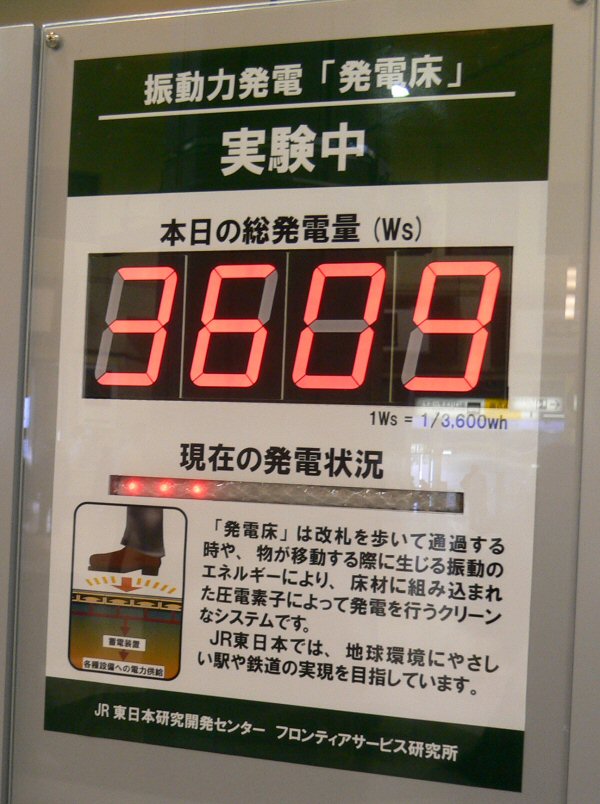 振動力発電「発電床」
実験中
本日の総発電量 (Ws)
3609
1Ws = 1/3,600wh
現在の発電状況
「発電床」は改札を歩いて通過する
時や、物が移動する際に生じる振動の
エネルギーにより、床材に組み込まれ
た圧電素子によって発電を行うクリーン
なシステムです。
JR東日本では、地球環境にやさし
い駅や鉄道の実現を目指しています。
蓄電装置
各種設備への電力供給
JR 東日本研究開発センター フロンティアサービス研究所